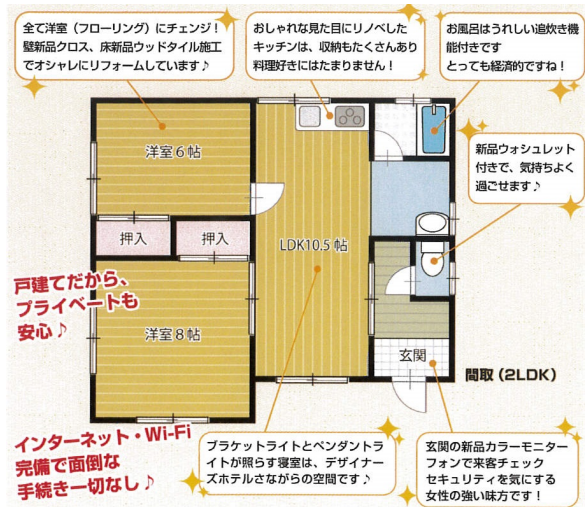 全て洋室（フローリング）にチェンジ！
壁新品クロス、床新品ウッドタイル施工
でオシャレにリフォームしています♪
おしゃれな見た目にリノベした
キッチンは、収納もたくさんあり
料理好きにはたまりません！
お風呂はうれしい追炊き機
能付きです
とっても経済的ですね！
新品ウォシュレット
付きで、気持ちよく
過ごせます♪
洋室6帖
押入
押入
LDK10.5帖
戸建てだから、
プライベートも
安心♪
洋室8帖
玄関
間取（2LDK）
インターネット・Wi-Fi
完備で面倒な
手続き一切なし♪
ブラケットライトとペンダントラ
イトが照らす寝室は、デザイナー
ズホテルさながらの空間です♪
玄関の新品カラーモニター
フォンで来客チェック
セキュリティを気にする
女性の強い味方です！